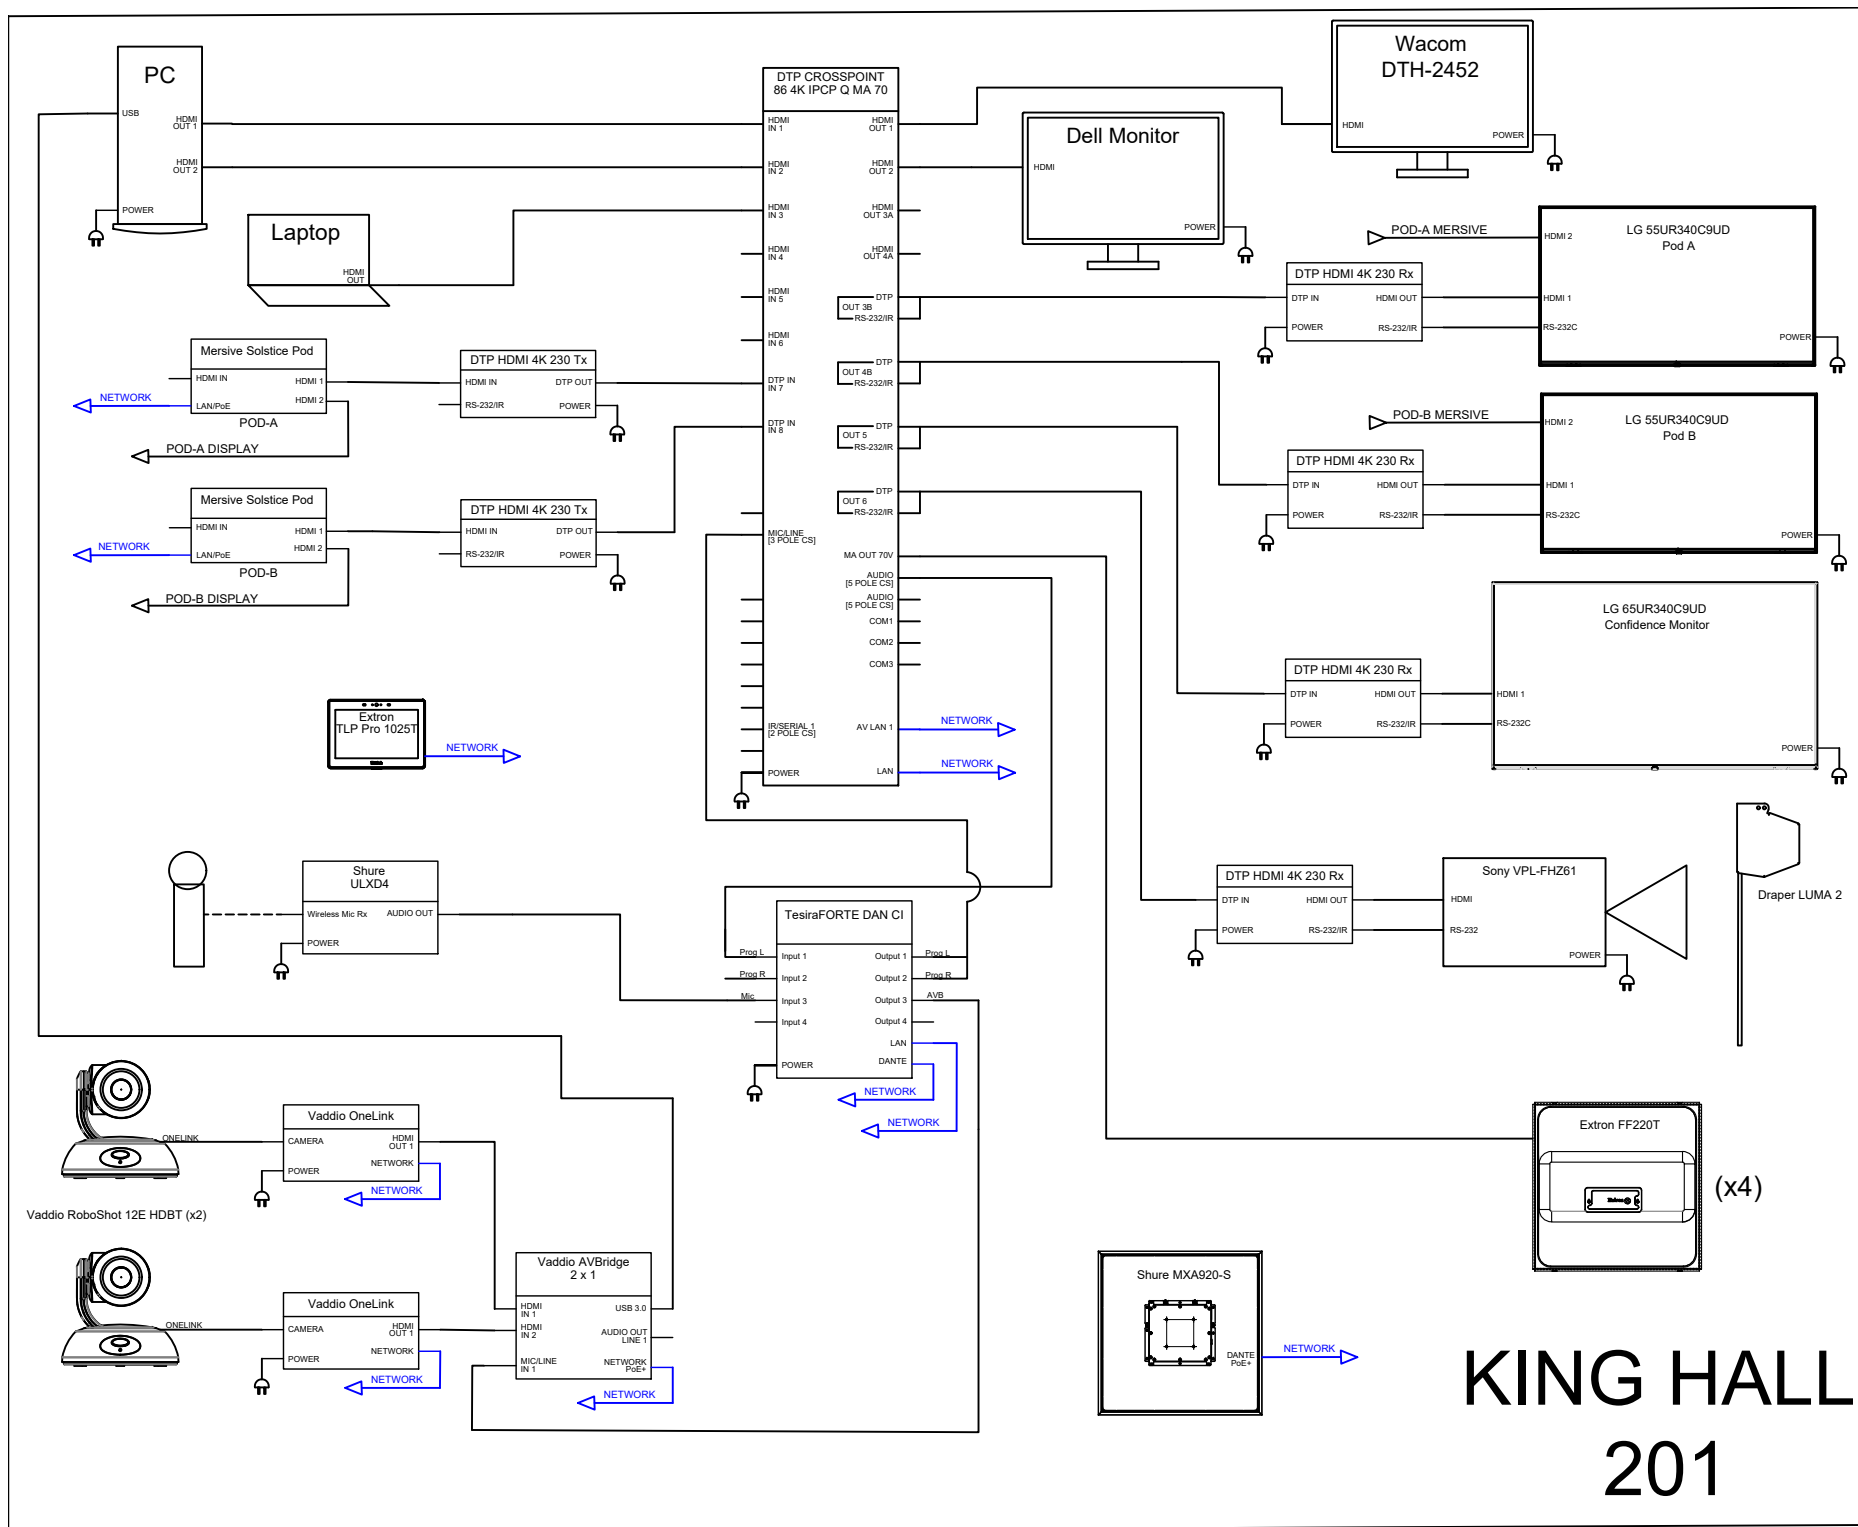 PC
USB
HDMI
OUT 1
HDMI
OUT 2
POWER
Laptop
HDMI
OUT
Mersive Solstice Pod
HDMI IN
HDMI 1
HDMI 2
LAN/PoE
NETWORK
POD-A
POD-A DISPLAY
DTP HDMI 4K 230 Tx
HDMI IN
DTP OUT
RS-232/IR
POWER
Mersive Solstice Pod
HDMI IN
HDMI 1
HDMI 2
LAN/PoE
NETWORK
POD-B
POD-B DISPLAY
DTP HDMI 4K 230 Tx
HDMI IN
DTP OUT
RS-232/IR
POWER
DTP CROSSPOINT
86 4K IPCP Q MA 70
HDMI
IN 1
HDMI
IN 2
HDMI
IN 3
HDMI
IN 4
HDMI
IN 5
HDMI
IN 6
DTP IN
IN 7
DTP IN
IN 8
MIC/LINE
[3 POLE CS]
IR/SERIAL 1
[2 POLE CS]
POWER
HDMI
OUT 1
HDMI
OUT 2
HDMI
OUT 3A
HDMI
OUT 4A
DTP
OUT 3B
RS-232/IR
DTP
OUT 4B
RS-232/IR
DTP
OUT 5
RS-232/IR
DTP
OUT 6
RS-232/IR
MA OUT 70V
AUDIO
[5 POLE CS]
AUDIO
[5 POLE CS]
COM1
COM2
COM3
AV LAN 1
NETWORK
LAN
NETWORK
Wacom
DTH-2452
HDMI
POWER
Dell Monitor
HDMI
POWER
POD-A MERSIVE
DTP HDMI 4K 230 Rx
DTP IN
HDMI OUT
POWER
RS-232/IR
LG 55UR340C9UD
Pod A
HDMI 2
HDMI 1
RS-232C
POWER
POD-B MERSIVE
DTP HDMI 4K 230 Rx
DTP IN
HDMI OUT
POWER
RS-232/IR
LG 55UR340C9UD
Pod B
HDMI 2
HDMI 1
RS-232C
POWER
DTP HDMI 4K 230 Rx
DTP IN
HDMI OUT
POWER
RS-232/IR
LG 65UR340C9UD
Confidence Monitor
HDMI 1
RS-232C
POWER
Extron
TLP Pro 1025T
NETWORK
Shure
ULXD4
Wireless Mic Rx
AUDIO OUT
POWER
TesiraFORTE DAN CI
Prog L
Input 1
Prog R
Input 2
Mic
Input 3
Input 4
POWER
Output 1
Prog L
Output 2
Prog R
Output 3
AVB
Output 4
LAN
DANTE
NETWORK
NETWORK
DTP HDMI 4K 230 Rx
DTP IN
HDMI OUT
POWER
RS-232/IR
Sony VPL-FHZ61
HDMI
RS-232
POWER
Draper LUMA 2
ONELINK
Vaddio OneLink
CAMERA
HDMI
OUT 1
NETWORK
POWER
NETWORK
Vaddio RoboShot 12E HDBT (x2)
ONELINK
Vaddio OneLink
CAMERA
HDMI
OUT 1
NETWORK
POWER
NETWORK
Vaddio AVBridge
2 x 1
HDMI
IN 1
HDMI
IN 2
MIC/LINE
IN 1
USB 3.0
AUDIO OUT
LINE 1
NETWORK
PoE+
NETWORK
Shure MXA920-S
DANTE
PoE+
NETWORK
Extron FF220T
Extron
(x4)
KING HALL
201